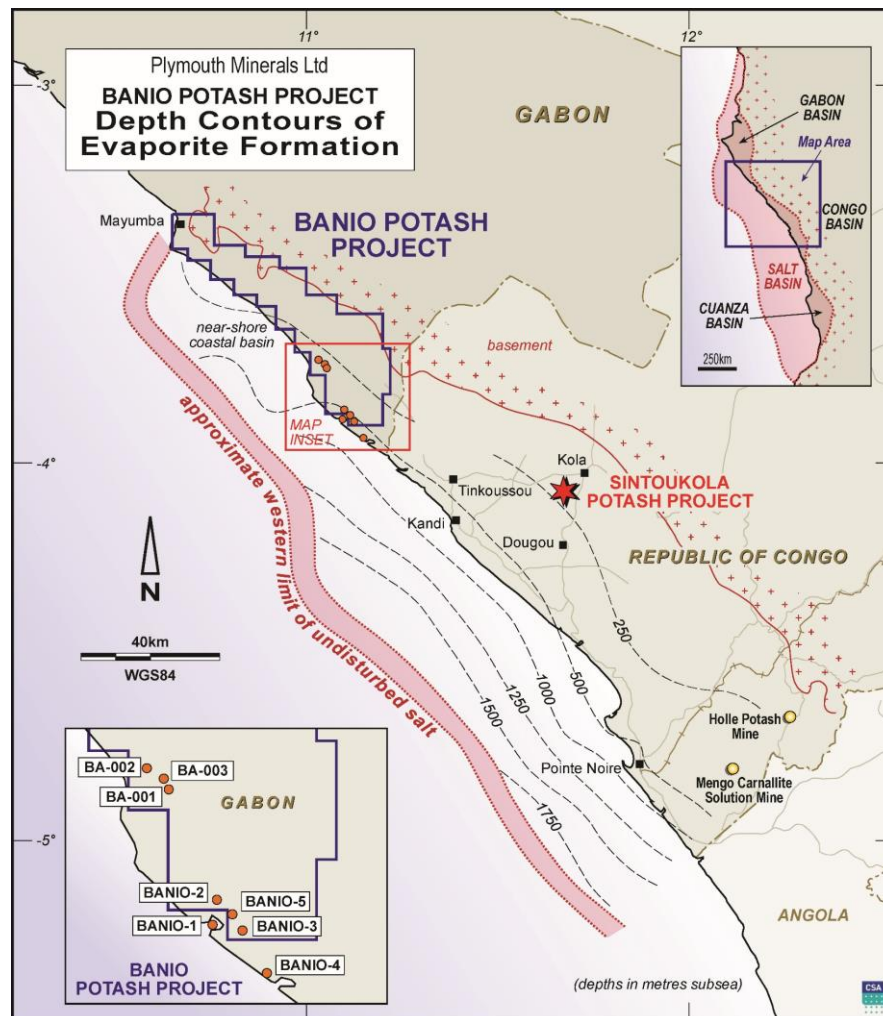 11°
12°
Plymouth Minerals Ltd
BANIO POTASH PROJECT
Depth Contours of
Evaporite Formation
-3°
GABON
GABON
BASIN
Map Area
CONGO
BASIN
SALT
BASIN
CUANZA
BASIN
250km
Mayumba
BANIO POTASH
PROJECT
near-shore
coastal basin
basement
MAP
INSET
-4°
Kola
Tinkoussou
SINTOUKOLA
POTASH PROJECT
Kandi
Dougou
REPUBLIC OF CONGO
approximate western limit of undisturbed salt
N
40km
WGS84
250
500
1000
1250
1500
1750
Holle Potash
Mine
Pointe Noire
Mengo Carnallite
Solution Mine
-5°
BA-002
BA-003
BA-001
GABON
BANIO-2
BANIO-5
BANIO-1
BANIO-3
BANIO-4
BANIO
POTASH PROJECT
ANGOLA
(depths in metres subsea)
CSA